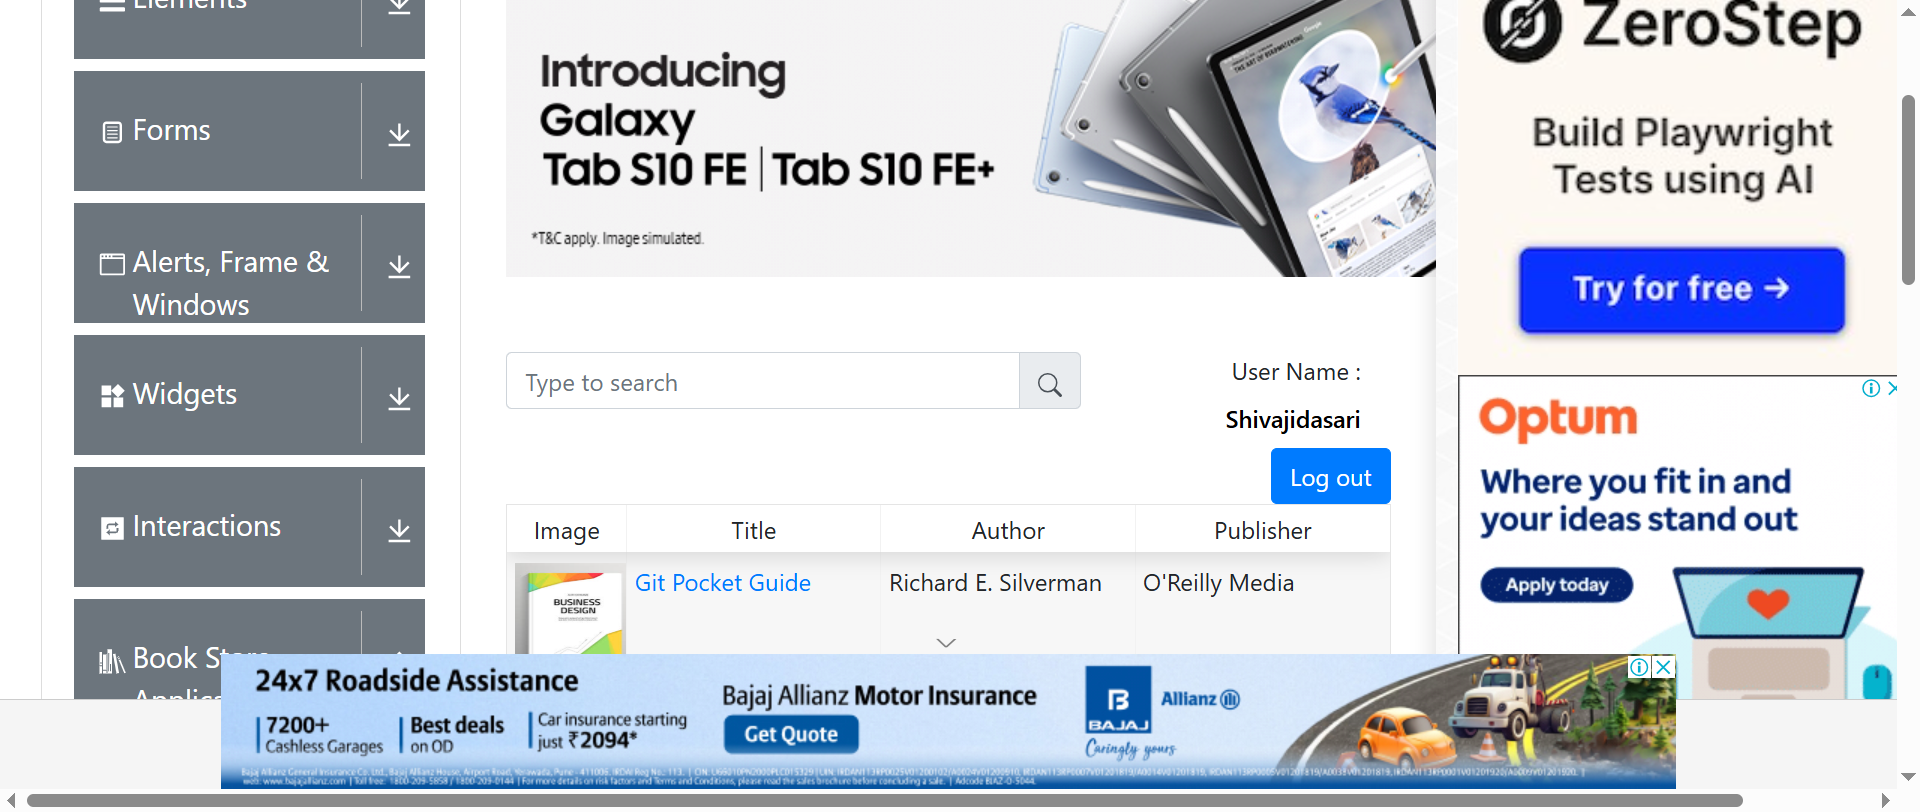 Elements
Forms
Alerts, Frame &
Windows
Widgets
Interactions
Book Store
Introducing
Galaxy
Tab S10 FE | Tab S10 FE+
*T&C apply. Image simulated.
Type to search
User Name :
Shivajidasari
Log out
Image Title Author Publisher
BUSINESS
DESIGN
Git Pocket Guide Richard E. Silverman O'Reilly Media
ZeroStep
Build Playwright
Tests using AI
Try for free →
Optum
Where you fit in and
your ideas stand out
Apply today
24x7 Roadside Assistance
7200+
Cashless Garages
Best deals
on OD
Car insurance starting
just ₹2094*
Bajaj Allianz Motor Insurance
Get Quote
B
BAJAJ
Allianz
Caringly yours